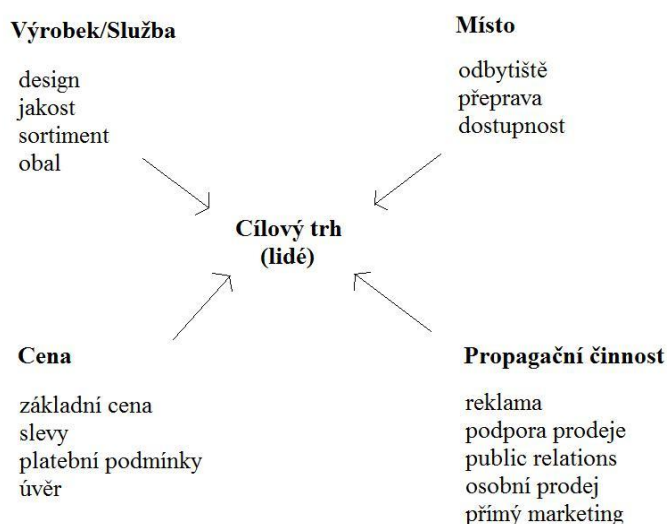 Výrobek/Služba
design
jakost
sortiment
obal
Místo
odbytiště
přeprava
dostupnost
Cílový trh
(lidé)
Cena
základní cena
slevy
platební podmínky
úvěr
Propagační činnost
reklama
podpora prodeje
public relations
osobní prodej
přímý marketing